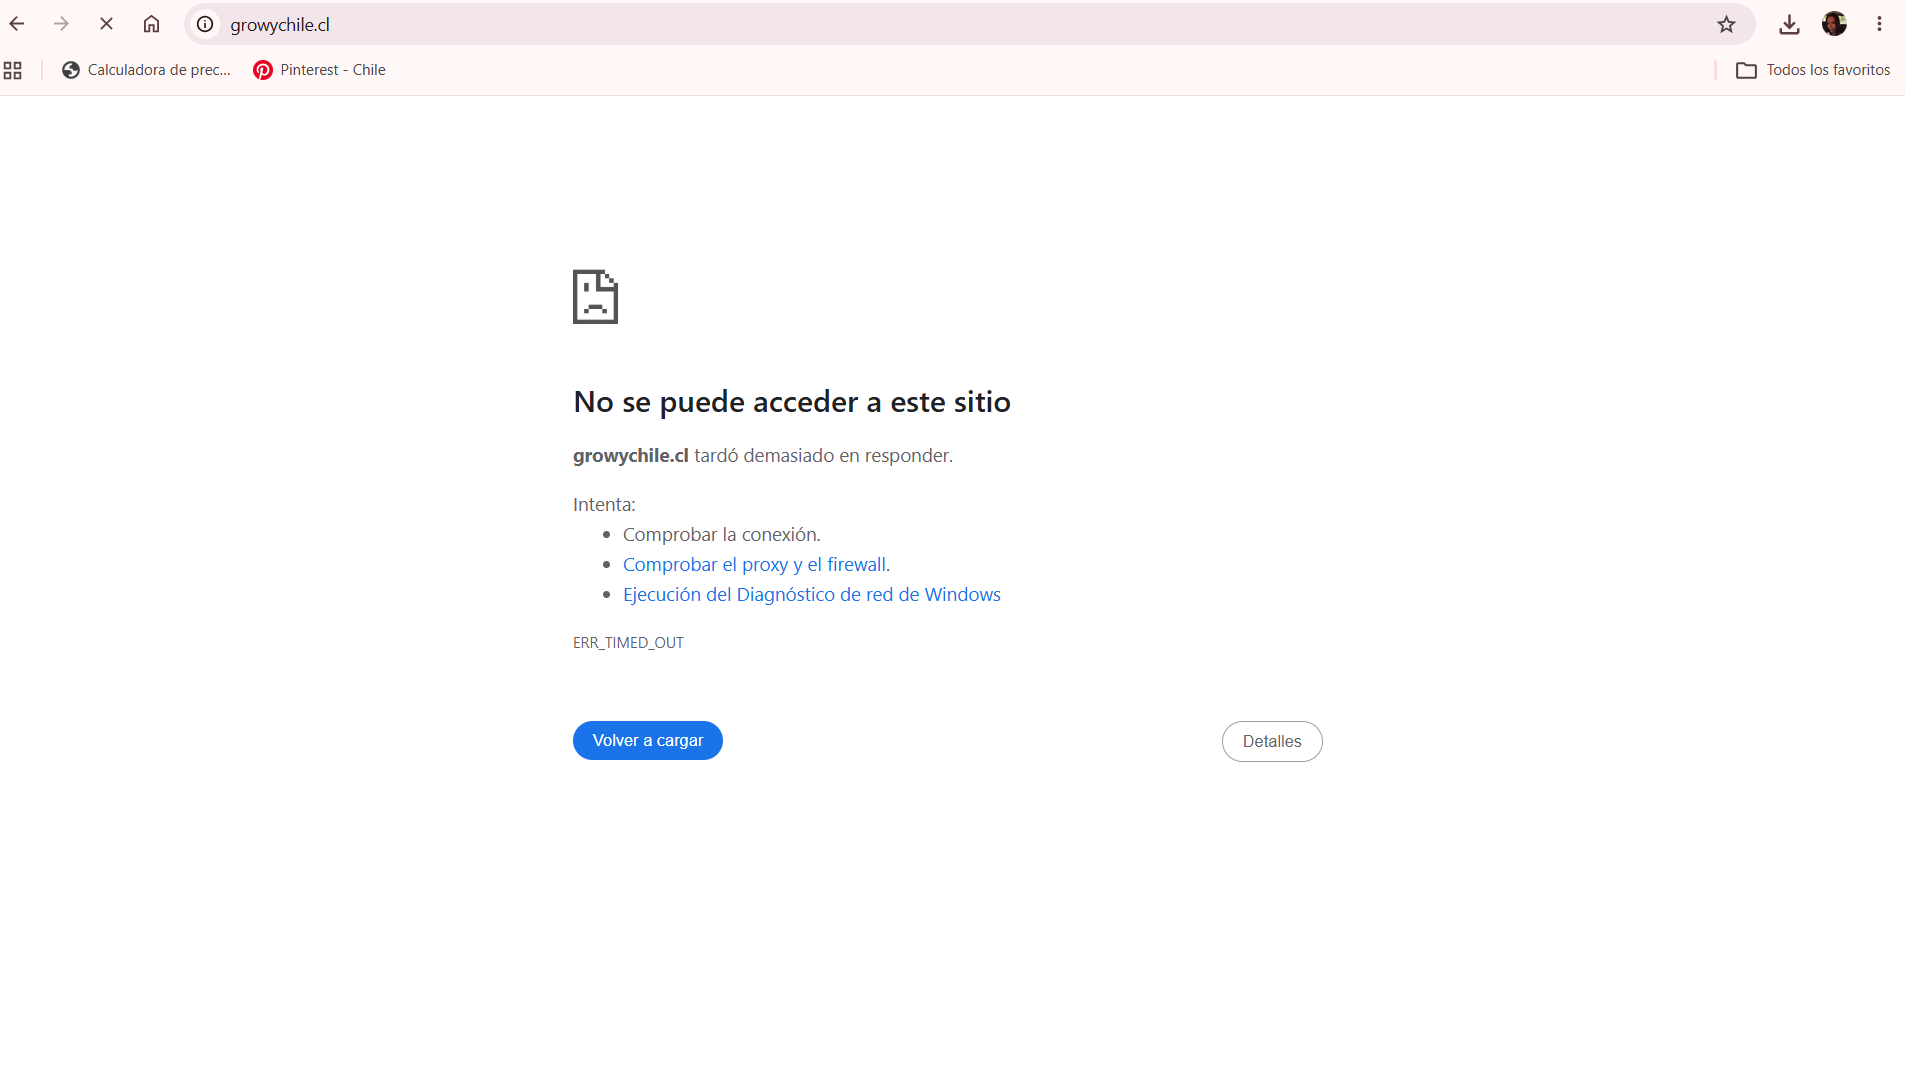 growychile.cl
Calculadora de prec...
Pinterest - Chile
Todos los favoritos
No se puede acceder a este sitio
growychile.cl tardó demasiado en responder.
Intenta:
Comprobar la conexión.
Comprobar el proxy y el firewall.
Ejecución del Diagnóstico de red de Windows
ERR_TIMED_OUT
Volver a cargar
Detalles